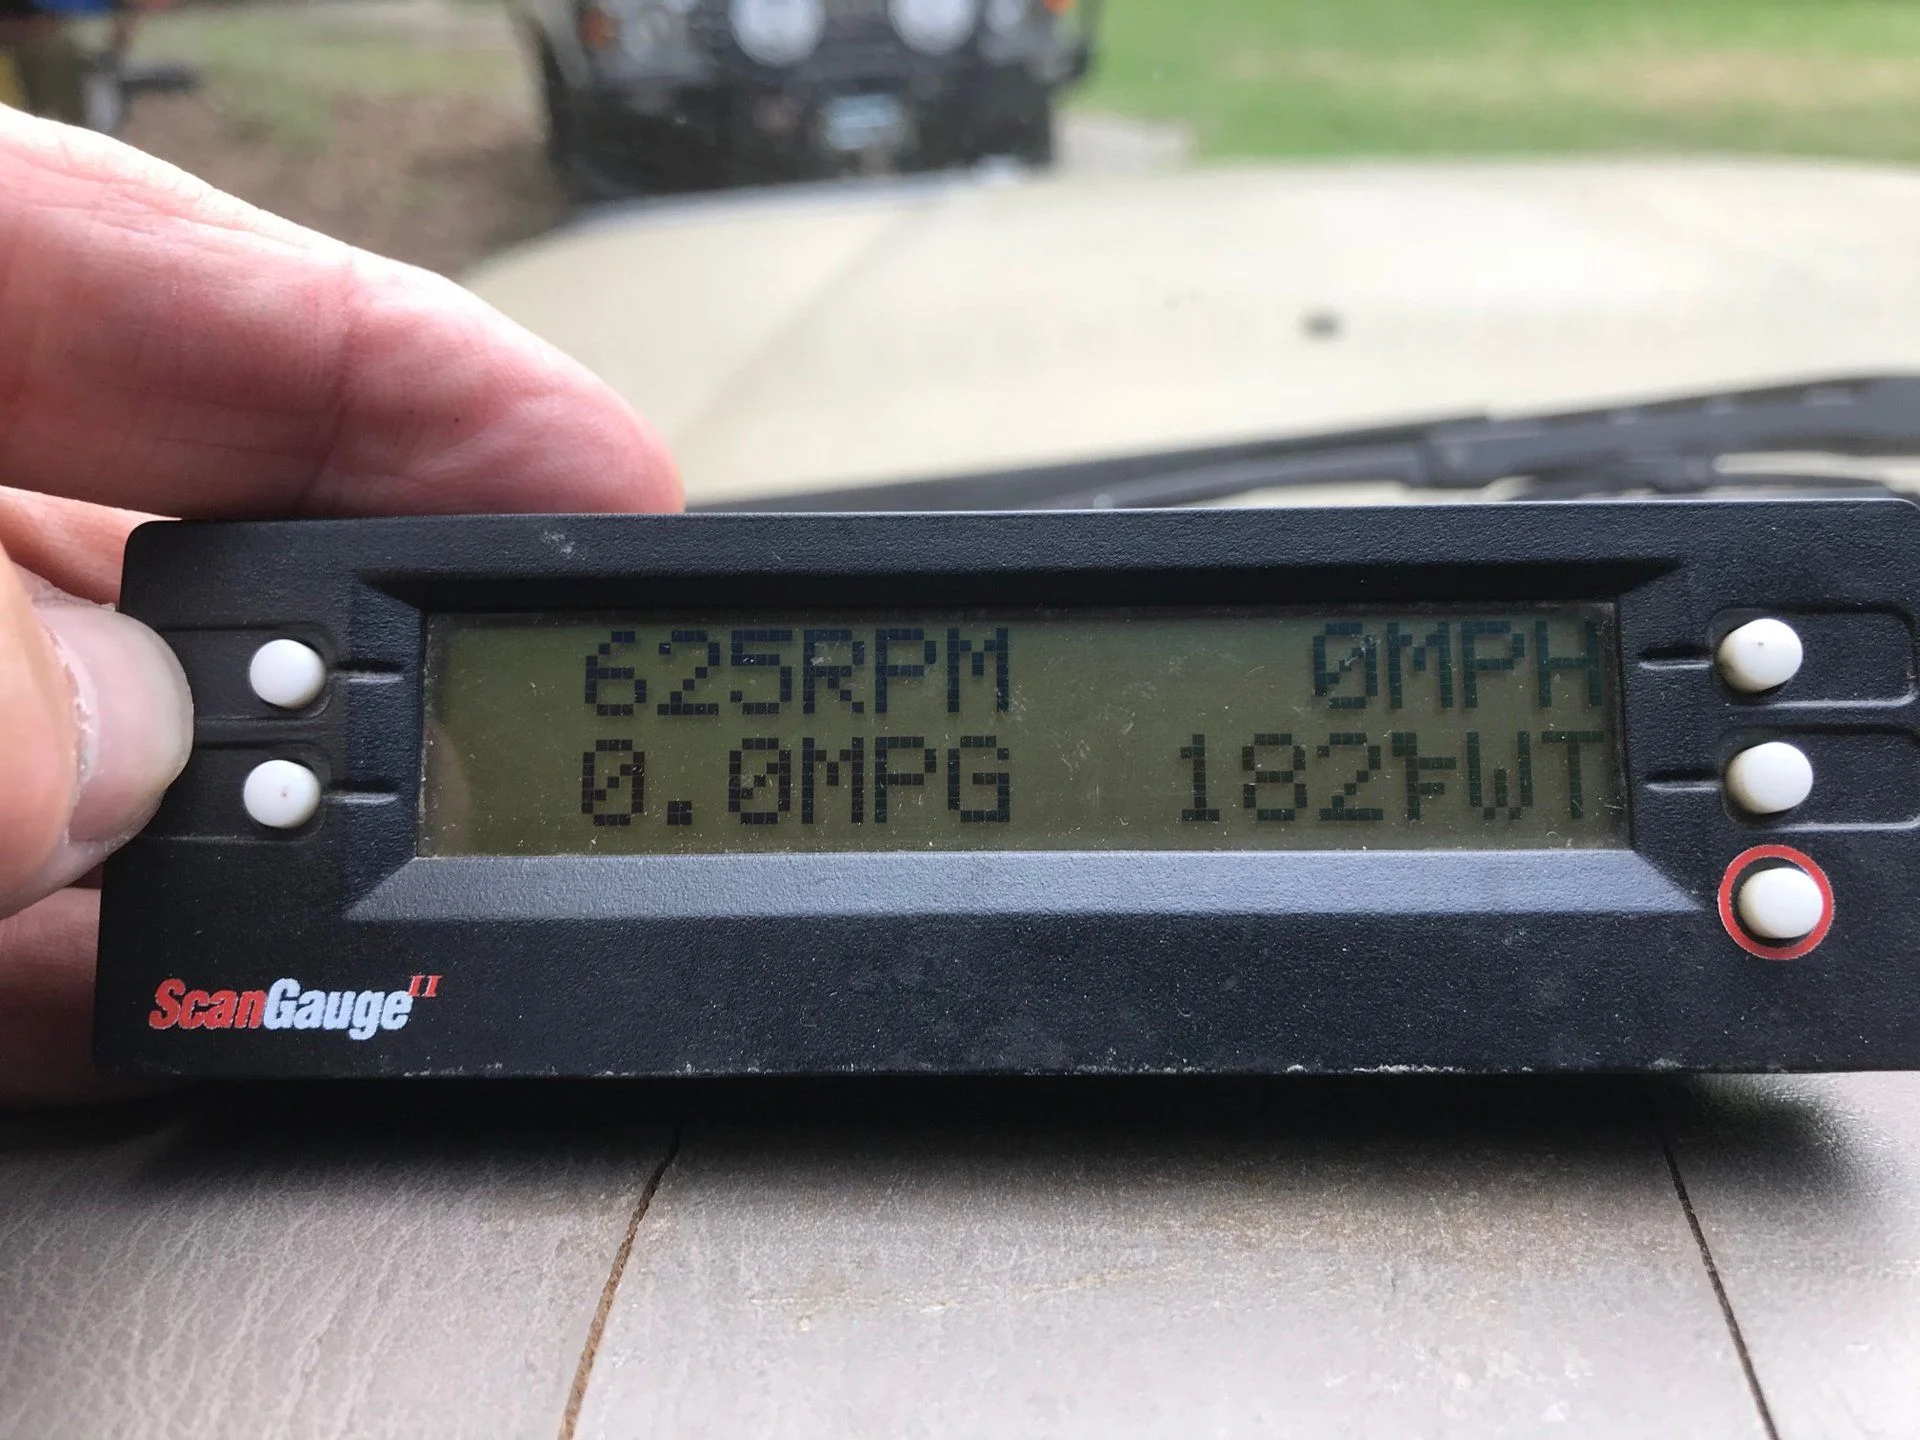 625RPM 0MPH
0.0MPG 182°FWT
ScanGauge II